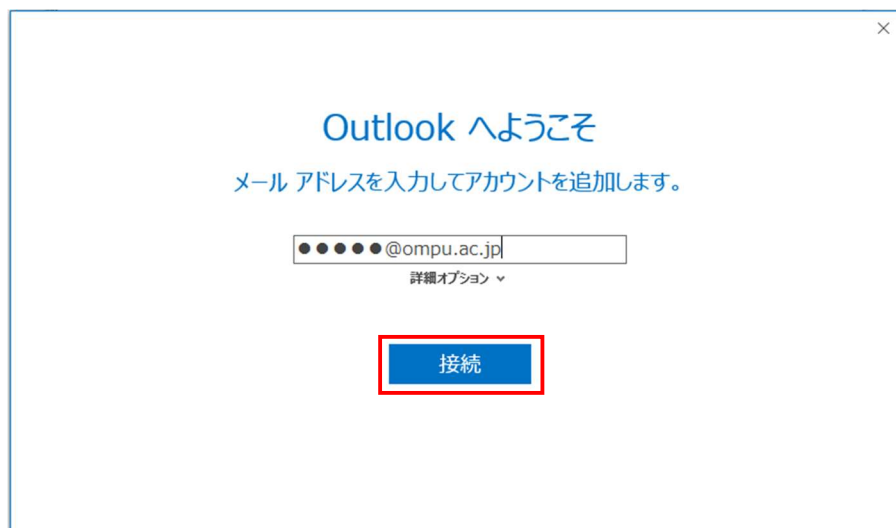 Outlook へようこそ
メール アドレスを入力してアカウントを追加します。
●●●●●@ompu.ac.jp
詳細オプション
接続